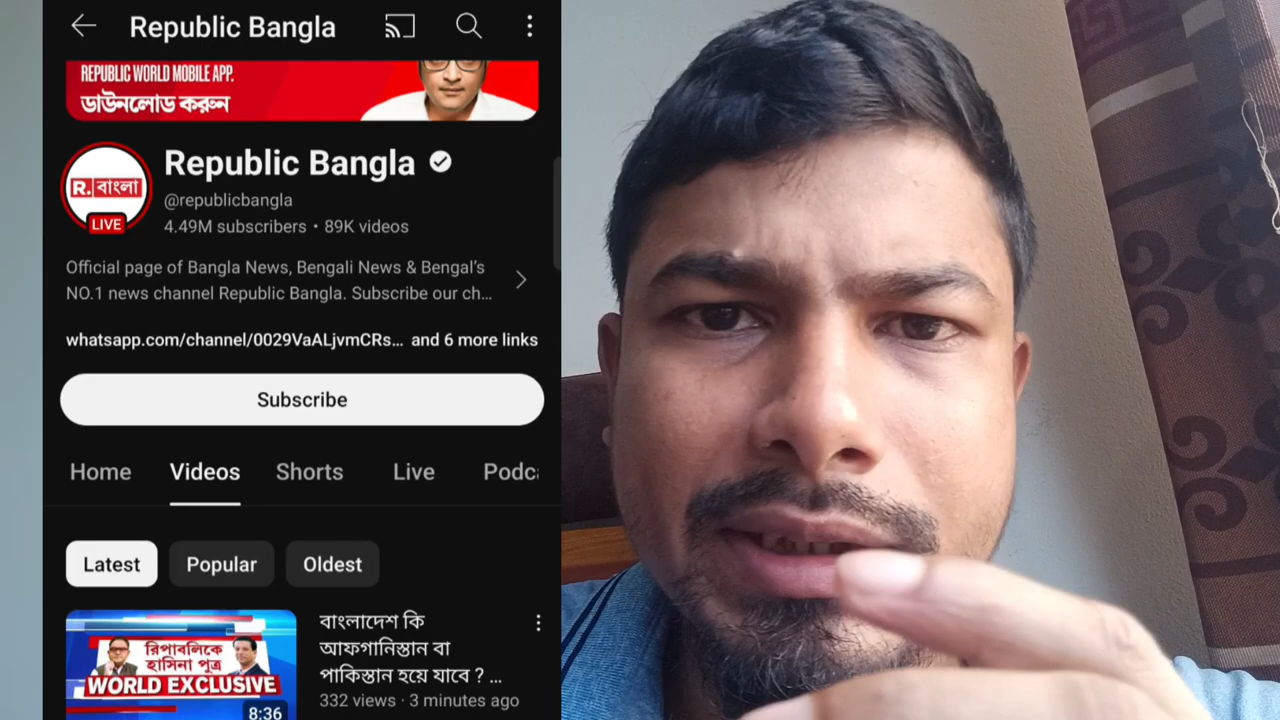 Republic Bangla
REPUBLIC WORLD MOBILE APP.
ডাউনলোড করুন
R. বাংলা
LIVE
Republic Bangla
@republicbangla
4.49M subscribers • 89K videos
Official page of Bangla News, Bengali News & Bengal's
NO.1 news channel Republic Bangla. Subscribe our ch...
whatsapp.com/channel/0029VaALjvmCRs... and 6 more links
Subscribe
Home Videos Shorts Live Podc
Latest Popular Oldest
রিপাবলিকে
হাসিনা পুত্র
WORLD EXCLUSIVE
8:36
বাংলাদেশ কি
আফগানিস্তান বা
পাকিস্তান হয়ে যাবে ? ...
332 views · 3 minutes ago